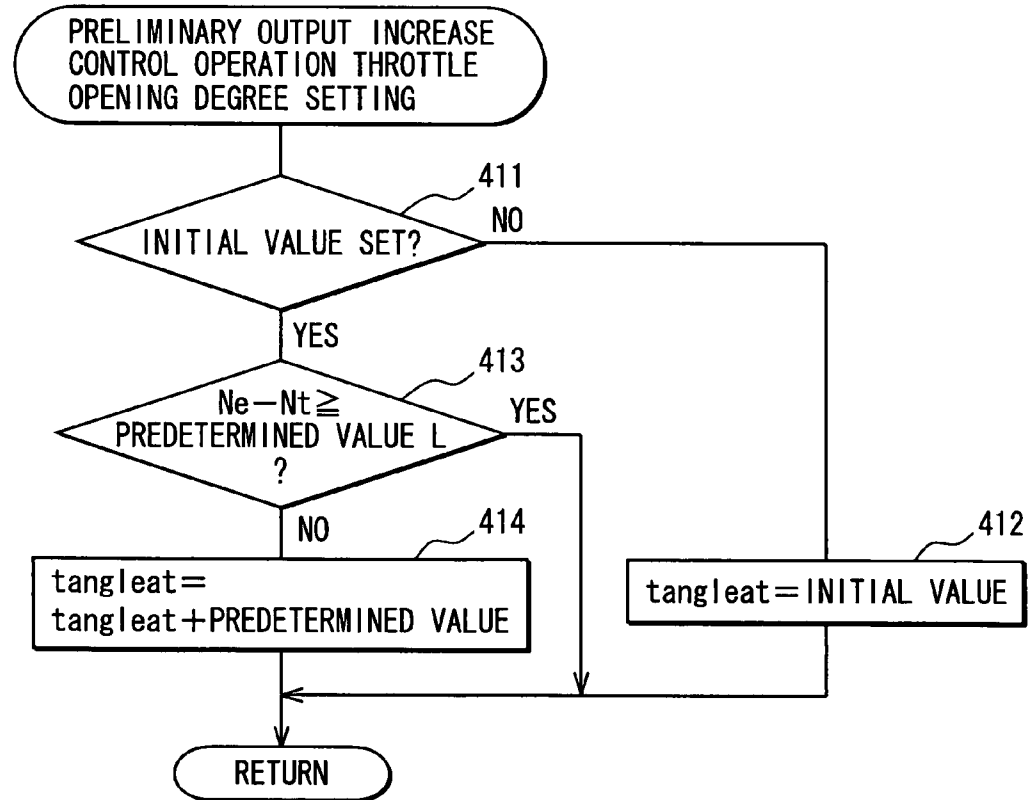 PRELIMINARY OUTPUT INCREASE
CONTROL OPERATION THROTTLE
OPENING DEGREE SETTING
411
INITIAL VALUE SET?
NO
YES
413
Ne-Nt≧
PREDETERMINED VALUE L
?
YES
NO
414
tangleat=
tangleat+PREDETERMINED VALUE
412
tangleat=INITIAL VALUE
RETURN